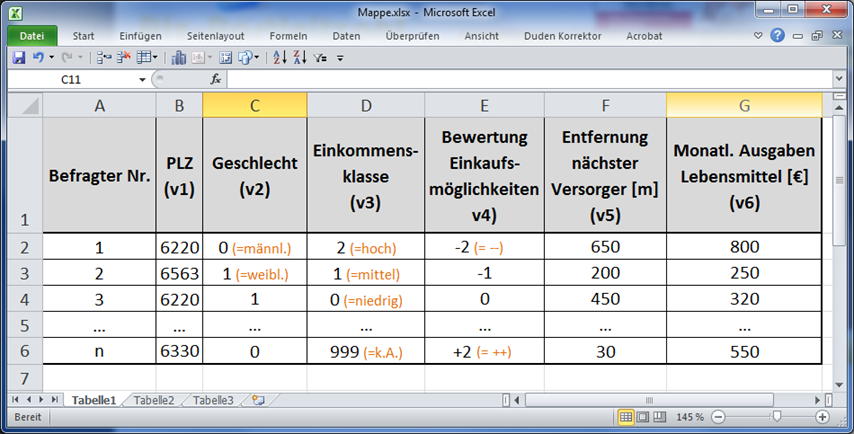 Mappe.xlsx - Microsoft Excel
Datei Start Einfügen Seitenlayout Formeln Daten Überprüfen Ansicht Duden Korrektor Acrobat
C11 fx
A B C D E F G
1 Befragter Nr. PLZ (v1) Geschlecht (v2) Einkommens-klasse (v3) Bewertung Einkaufs-möglichkeiten v4) Entfernung nächster Versorger [m] (v5) Monatl. Ausgaben Lebensmittel [€] (v6)
2 1 6220 0 (=männl.) 2 (=hoch) -2 (= --) 650 800
3 2 6563 1 (=weibl.) 1 (=mittel) -1 200 250
4 3 6220 1 0 (=niedrig) 0 450 320
5 ... ... ... ... ... ... ...
6 n 6330 0 999 (=k.A.) +2 (= ++) 30 550
7
Tabelle1 Tabelle2 Tabelle3
Bereit 145 %